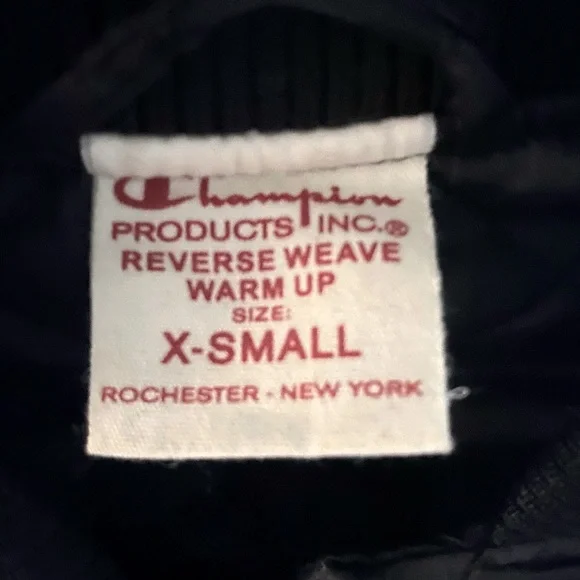 Champion
PRODUCTS INC.®
REVERSE WEAVE
WARM UP
SIZE:
X-SMALL
ROCHESTER - NEW YORK